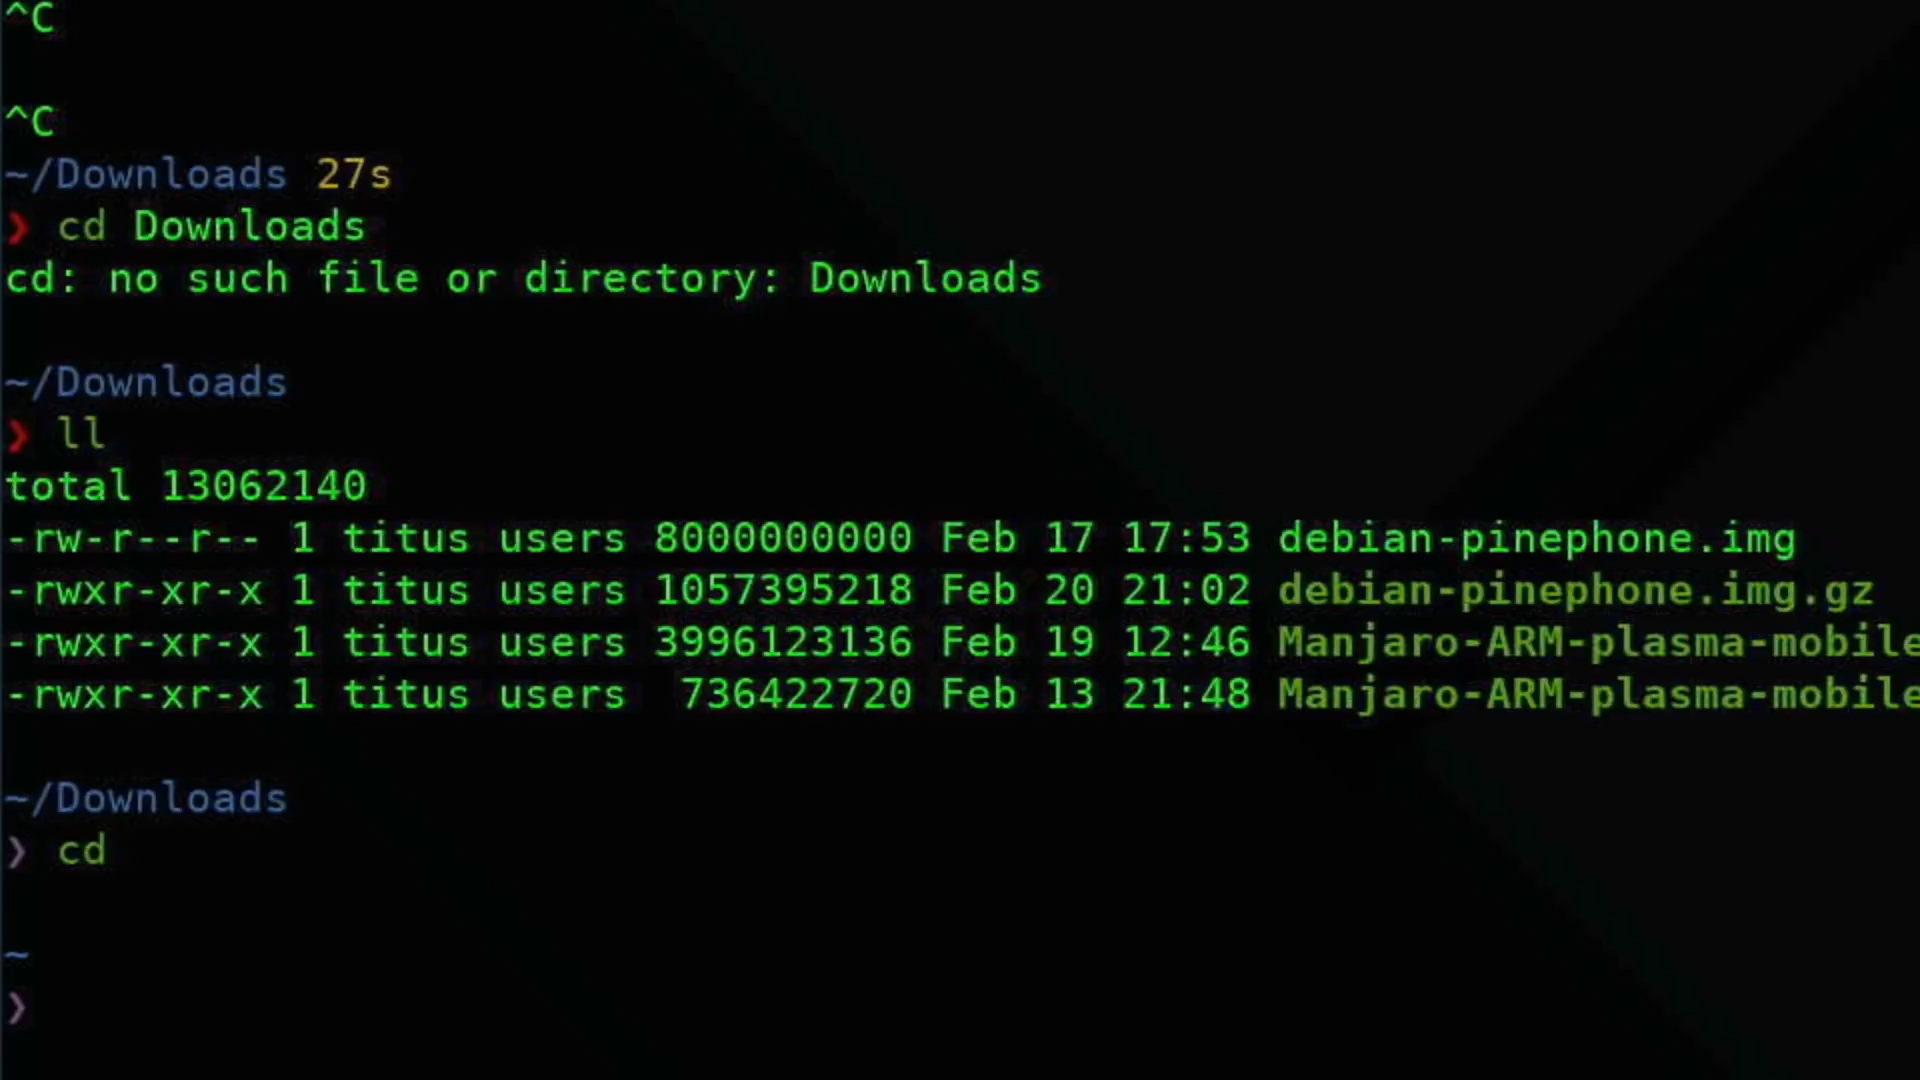 ^C
^C
~/Downloads 27s
❯ cd Downloads
cd: no such file or directory: Downloads
~/Downloads
❯ ll
total 13062140
-rw-r--r-- 1 titus users 8000000000 Feb 17 17:53 debian-pinephone.img
-rwxr-xr-x 1 titus users 1057395218 Feb 20 21:02 debian-pinephone.img.gz
-rwxr-xr-x 1 titus users 3996123136 Feb 19 12:46 Manjaro-ARM-plasma-mobile
-rwxr-xr-x 1 titus users  736422720 Feb 13 21:48 Manjaro-ARM-plasma-mobile
~/Downloads
❯ cd
~
❯